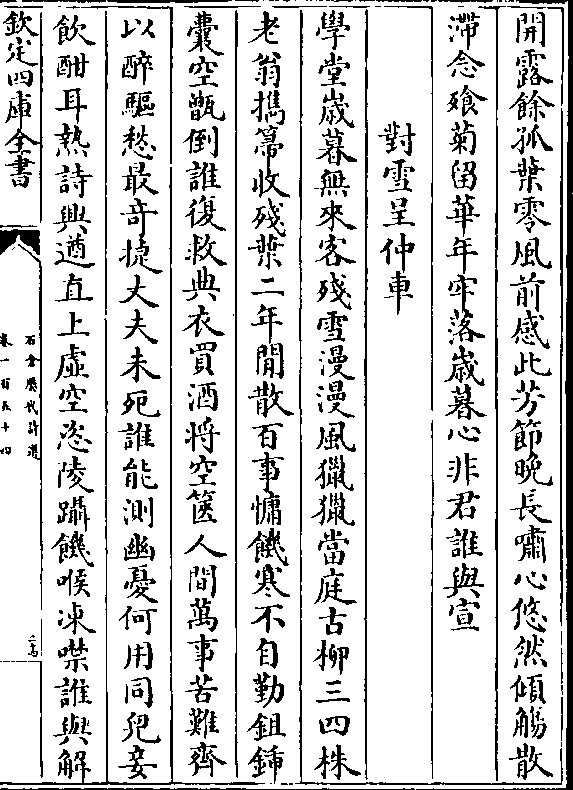 開露餘孤葉零風前感此芳節晚長嘯心悠然傾觴散
滯念飱菊留華年牢落歲暮心非君誰與宣
對雪呈仲車
學堂歲暮無來客殘雪漫漫風獵獵當庭古柳三四株
老翁擕箒收殘葉二年閒散百事慵饑寒不自勤鉏鍤
囊空甑倒誰復救典衣買酒將空篋人間萬事苦難齊
以醉驅愁最奇捷丈夫未死誰能測幽憂何用同兒妾
飲酣耳熱詩興遒直上虛空恣陵躡饑喉凍噤誰與解
欽定四庫全書
石倉歷代詩選
卷一百五十四